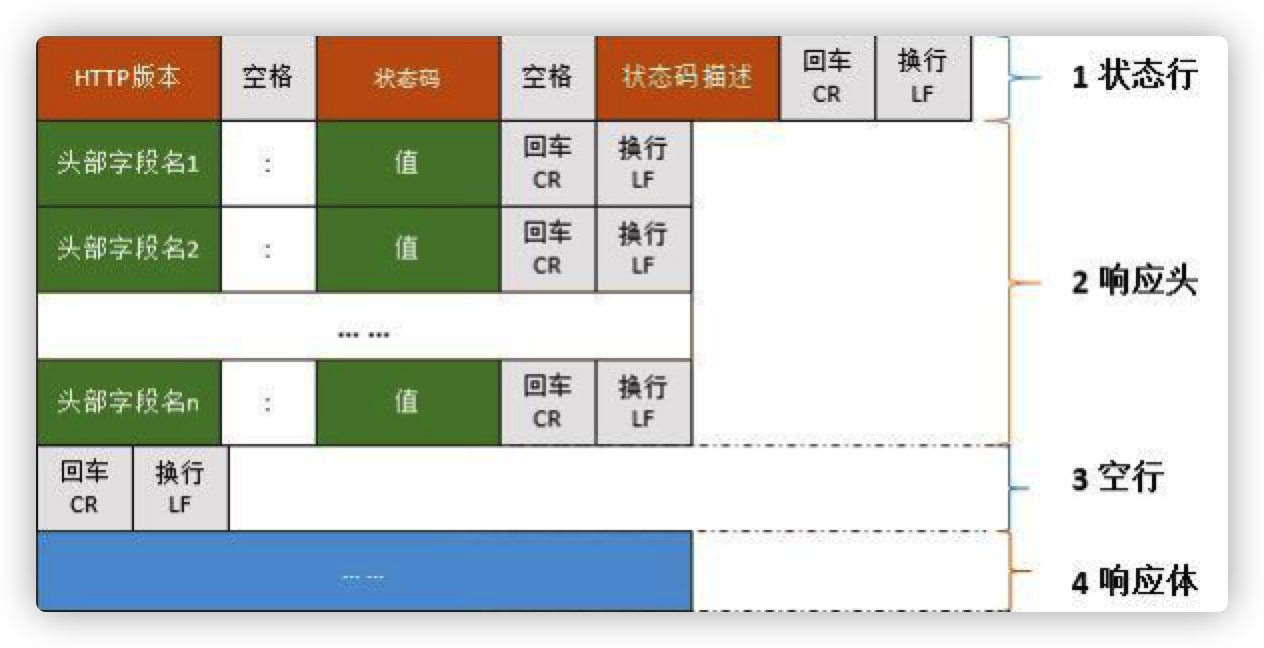 HTTP版本 空格 状态码 空格 状态码描述 回车 CR 换行 LF 1 状态行
头部字段名1 : 值 回车 CR 换行 LF
头部字段名2 : 值 回车 CR 换行 LF
... ... 2 响应头
头部字段名n : 值 回车 CR 换行 LF
回车 CR 换行 LF 3 空行
... ... 4 响应体